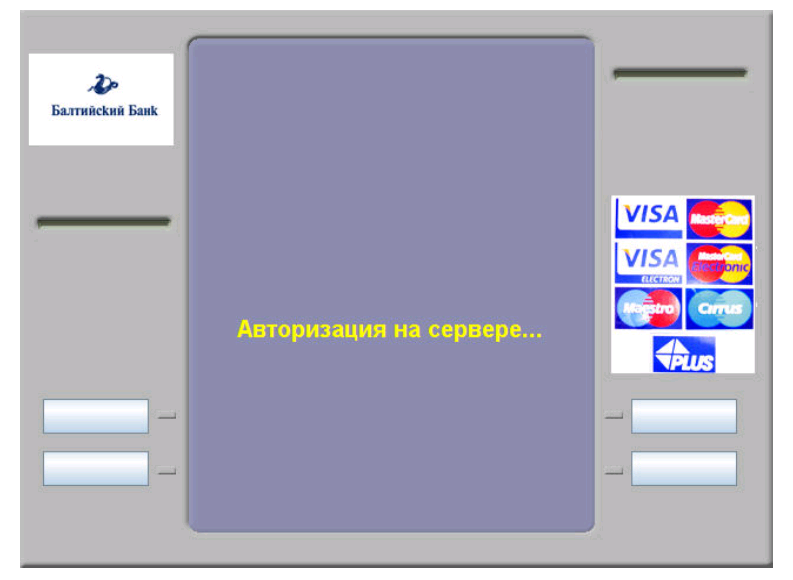 Балтийский Банк
VISA
MasterCard
VISA
ELECTRON
MasterCard
Electronic
Maestro
Cirrus
PLUS
Авторизация на сервере...